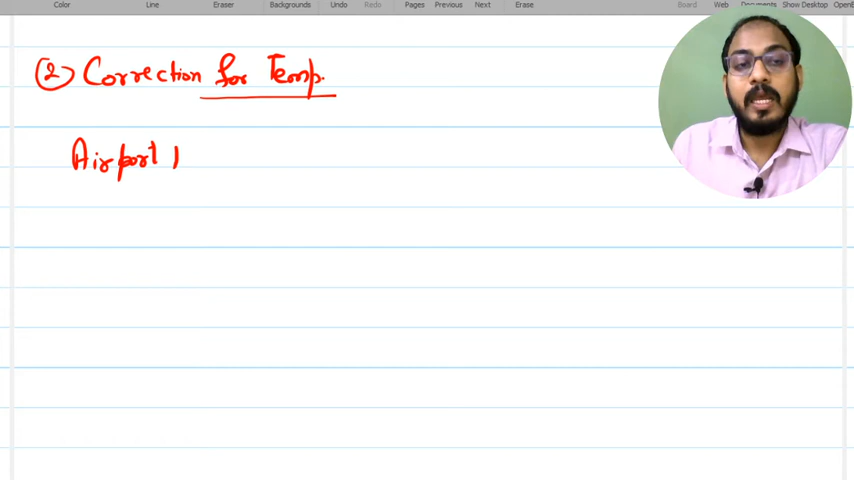 Color Line Eraser Backgrounds Undo Redo Pages Previous Next Erase Board Web Documents Show Desktop
(2) Correction for Temp.
Airport